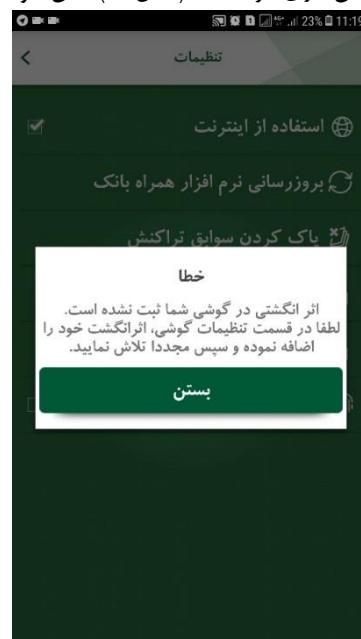 23% 11:19
تنظیمات
استفاده از اینترنت
بروزرسانی نرم افزار همراه بانک
پاک کردن سوابق تراکنش
خطا
اثر انگشتی در گوشی شما ثبت نشده است.
لطفا در قسمت تنظیمات گوشی، اثرانگشت خود را
اضافه نموده و سپس مجددا تلاش نمایید.
بستن